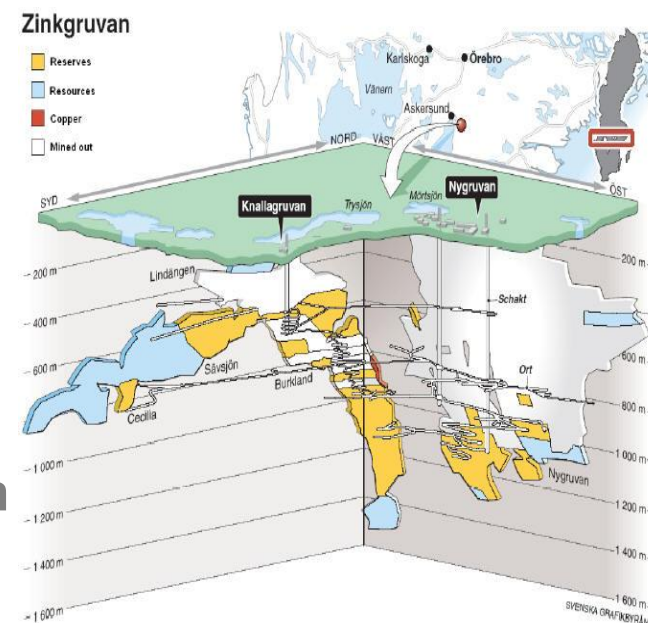 Zinkgruvan
Reserves
Resources
Copper
Mined out
Karlskoga
Örebro
Vänern
Askersund
NORD
VÄST
SYD
ÖST
Knallagruvan
Trysjön
Mörtsjön
Nygruvan
Lindängen
Schakt
Sävsjön
Burkland
Ort
Cecilia
Nygruvan
200 m
400 m
600 m
1 000 m
1 200 m
1 400 m
1 600 m
200 m
600 m
800 m
1 000 m
1 200 m
1 400 m
1 600 m
SVENSKA GRAFIKBYRÅN